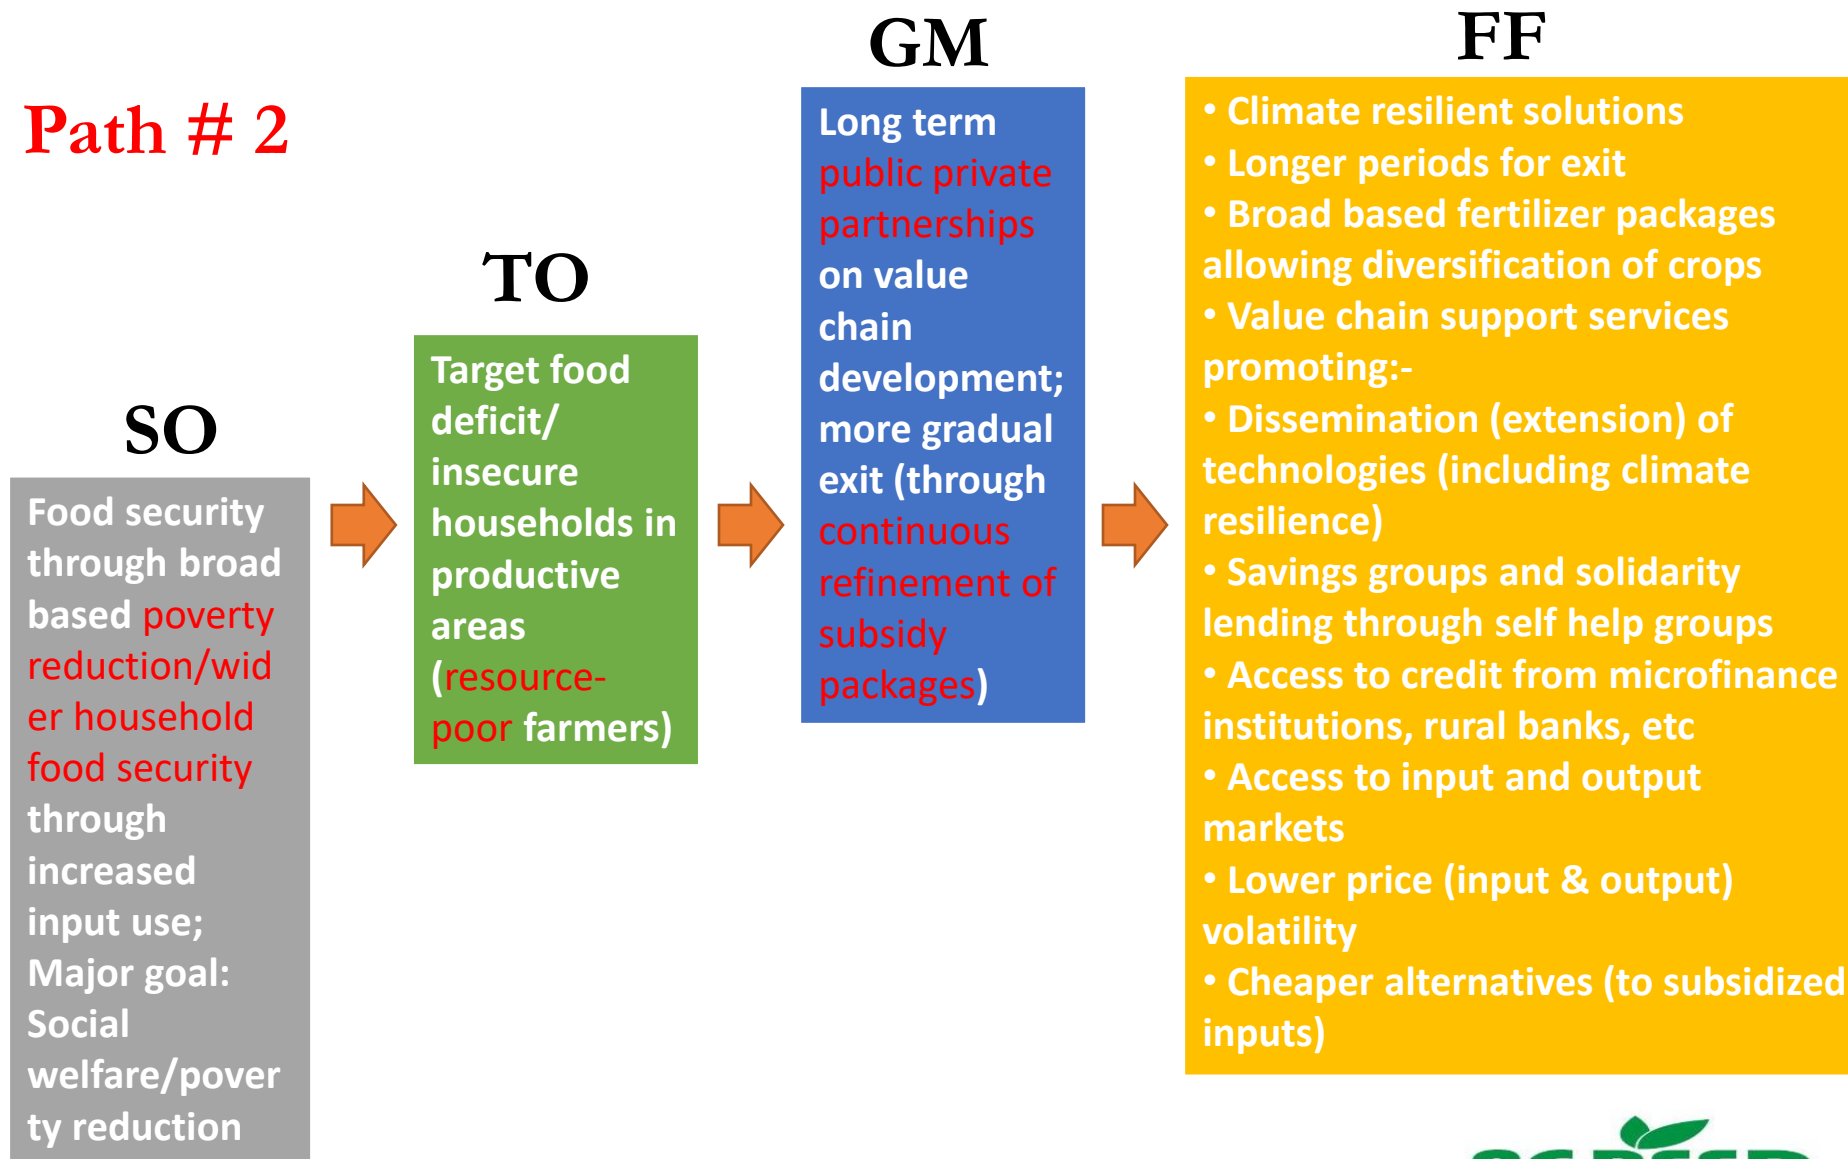 Path # 2
SO
Food security
through broad
based poverty
reduction/wid
er household
food security
through
increased
input use;
Major goal:
Social
welfare/pover
ty reduction
TO
Target food
deficit/
insecure
households in
productive
areas
(resource-
poor farmers)
GM
Long term
public private
partnerships
on value
chain
development;
more gradual
exit (through
continuous
refinement of
subsidy
packages)
FF
• Climate resilient solutions
• Longer periods for exit
• Broad based fertilizer packages
allowing diversification of crops
• Value chain support services
promoting:-
• Dissemination (extension) of
technologies (including climate
resilience)
• Savings groups and solidarity
lending through self help groups
• Access to credit from microfinance
institutions, rural banks, etc
• Access to input and output
markets
• Lower price (input & output)
volatility
• Cheaper alternatives (to subsidized
inputs)